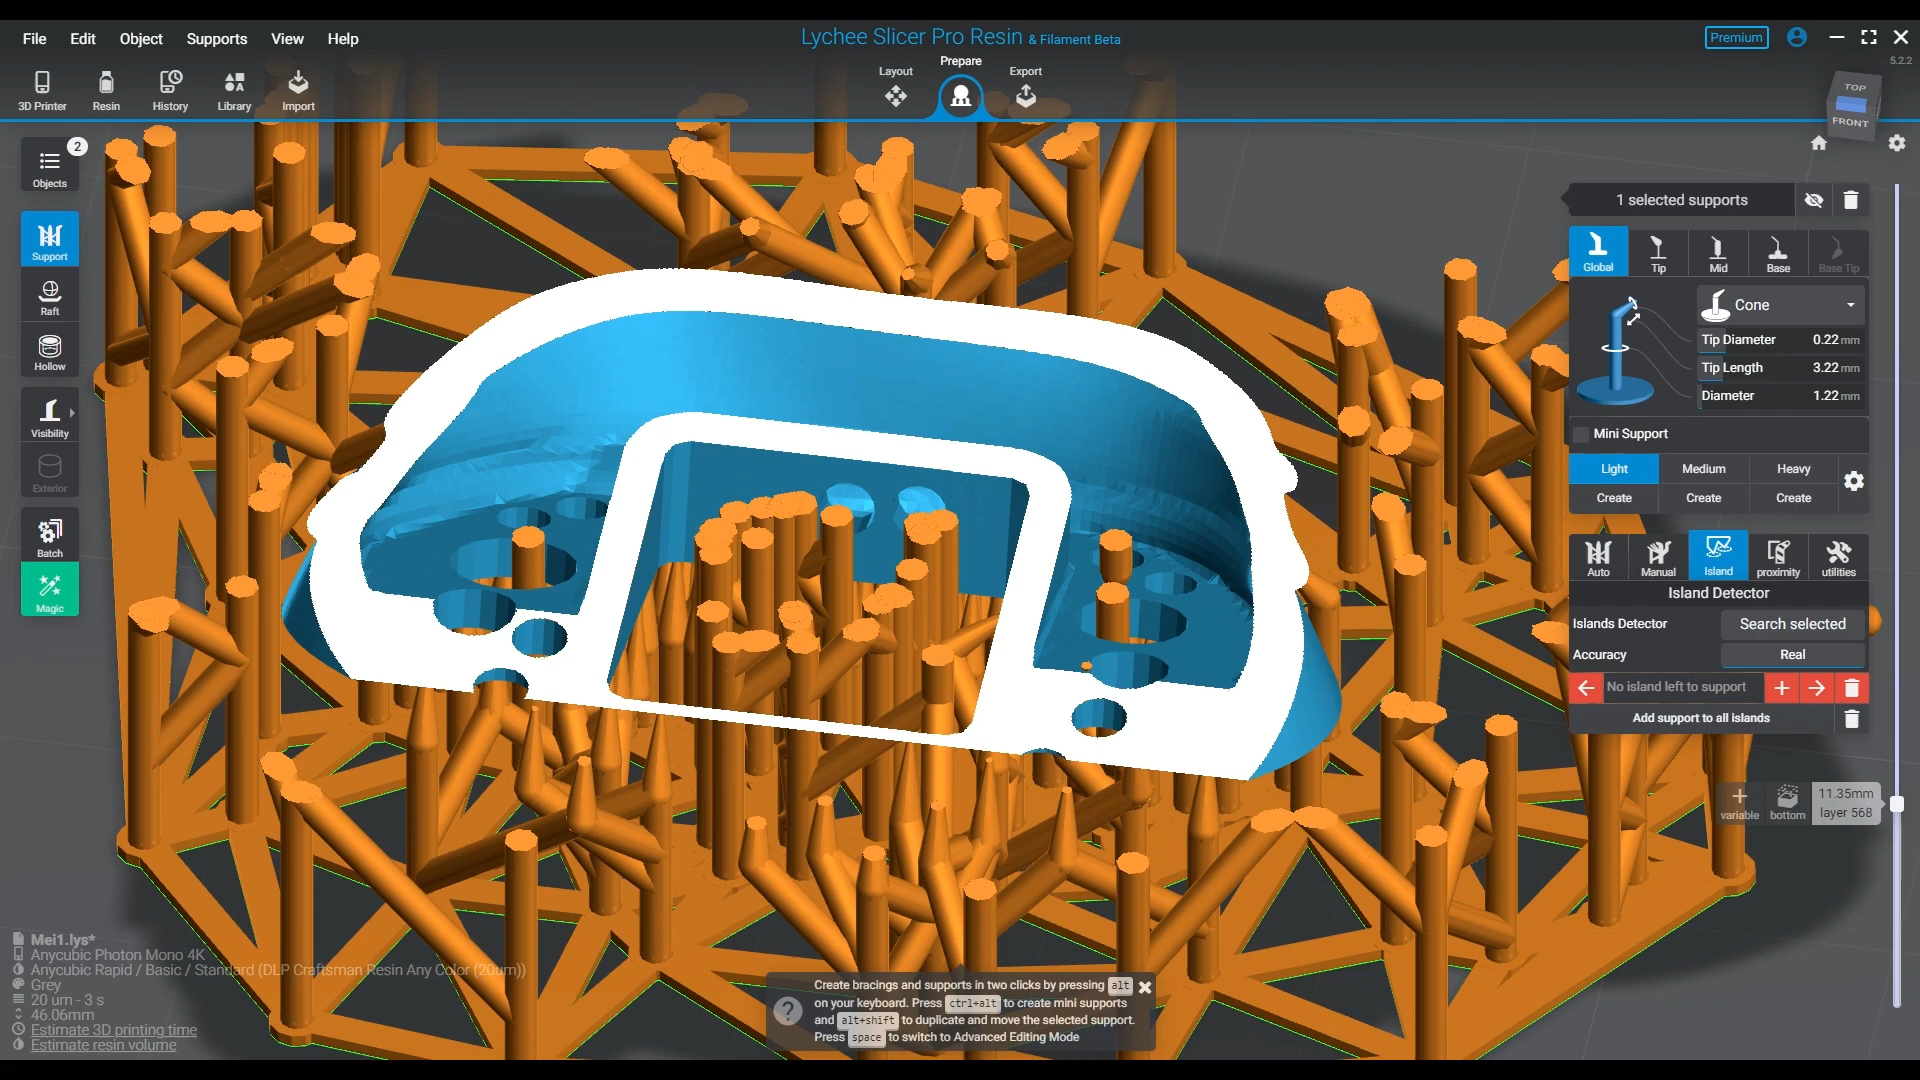 File Edit Object Supports View Help
Lychee Slicer Pro Resin & Filament Beta
Premium
5.2.2
3D Printer Resin History Library Import
Layout Prepare Export
TOP
FRONT
2
Objects
Support
Raft
Hollow
Visibility
Exterior
Batch
Magic
1 selected supports
Global Tip Mid Base Base Tip
Cone
Tip Diameter 0.22 mm
Tip Length 3.22 mm
Diameter 1.22 mm
Mini Support
Light Medium Heavy
Create Create Create
Auto Manual Island proximity utilities
Island Detector
Islands Detector Search selected
Accuracy Real
No island left to support
Add support to all islands
variable bottom
11.35mm
layer 568
Mei1.lys*
Anycubic Photon Mono 4K
Anycubic Rapid / Basic / Standard (DLP Craftsman Resin Any Color (20um))
Grey
20 um - 3 s
46.06mm
Estimate 3D printing time
Estimate resin volume
Create bracings and supports in two clicks by pressing alt
on your keyboard. Press ctrl+alt to create mini supports
and alt+shift to duplicate and move the selected support.
Press space to switch to Advanced Editing Mode